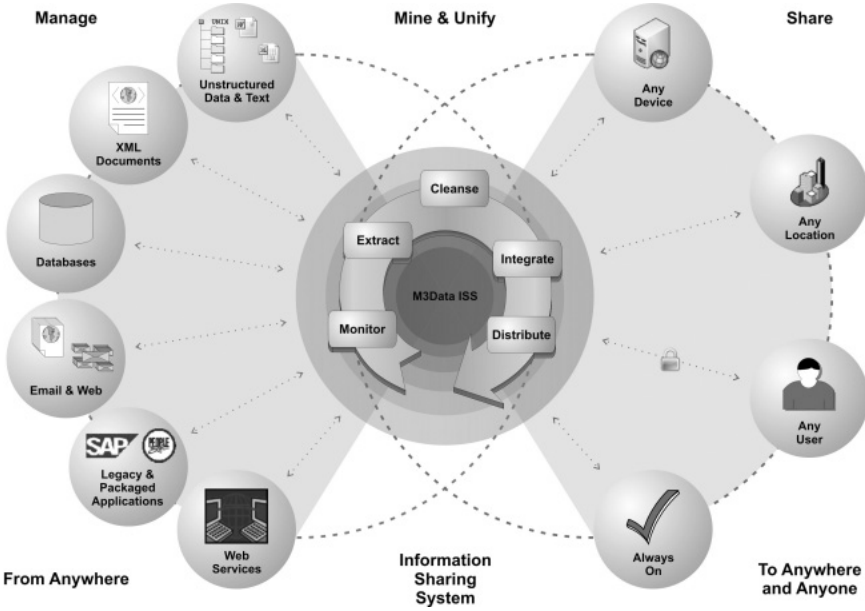 Manage
Mine & Unify
Share
UNIX
Unstructured
Data & Text
Any
Device
XML
Documents
Cleanse
Any
Location
Extract
Databases
Integrate
M3Data ISS
Monitor
Distribute
Email & Web
Any
User
SAP
PEOPLE
Legacy &
Packaged
Applications
Web
Services
Always
On
From Anywhere
Information
Sharing
System
To Anywhere
and Anyone